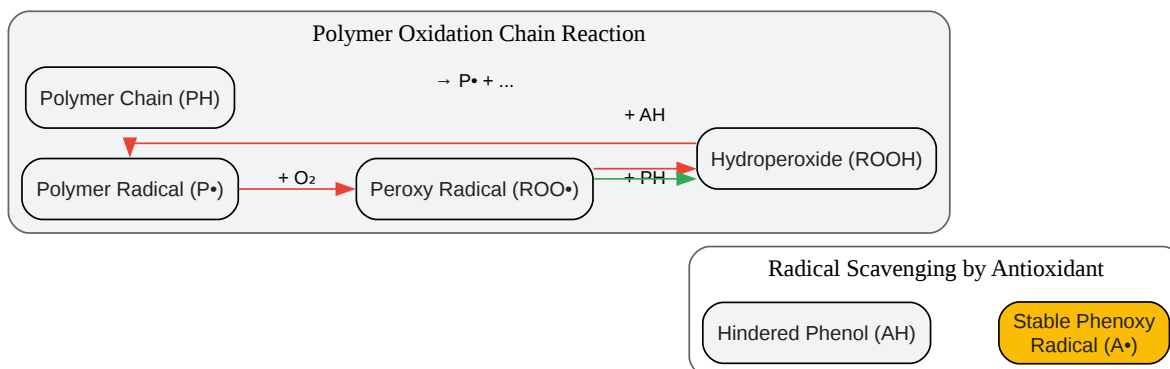 Polymer Oxidation Chain Reaction
→ P• + ...
Polymer Chain (PH)
+ AH
Hydroperoxide (ROOH)
Polymer Radical (P•)
+ O₂
Peroxy Radical (ROO•)
+ PH
Radical Scavenging by Antioxidant
Hindered Phenol (AH)
Stable Phenoxy
Radical (A•)